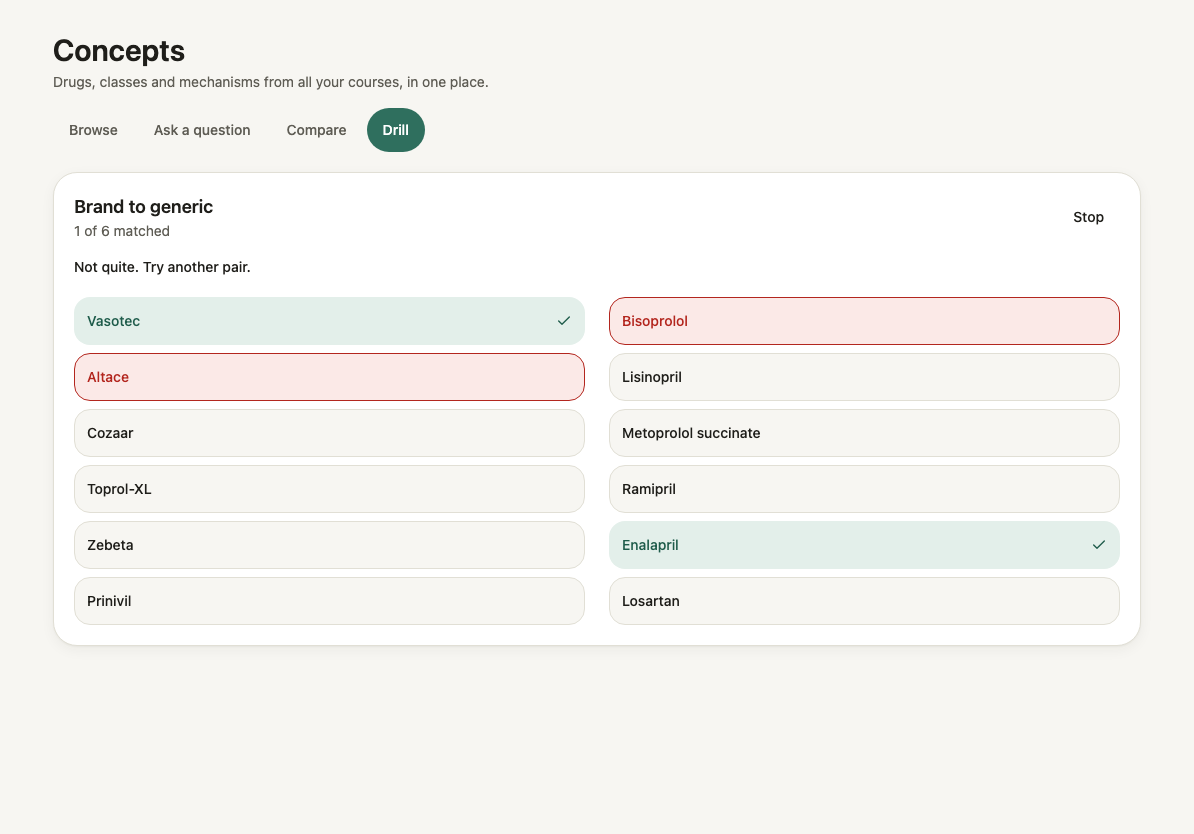 Concepts
Drugs, classes and mechanisms from all your courses, in one place.
Browse
Ask a question
Compare
Drill
Brand to generic
1 of 6 matched
Stop
Not quite. Try another pair.
Vasotec
Bisoprolol
Altace
Lisinopril
Cozaar
Metoprolol succinate
Toprol-XL
Ramipril
Zebeta
Enalapril
Prinivil
Losartan